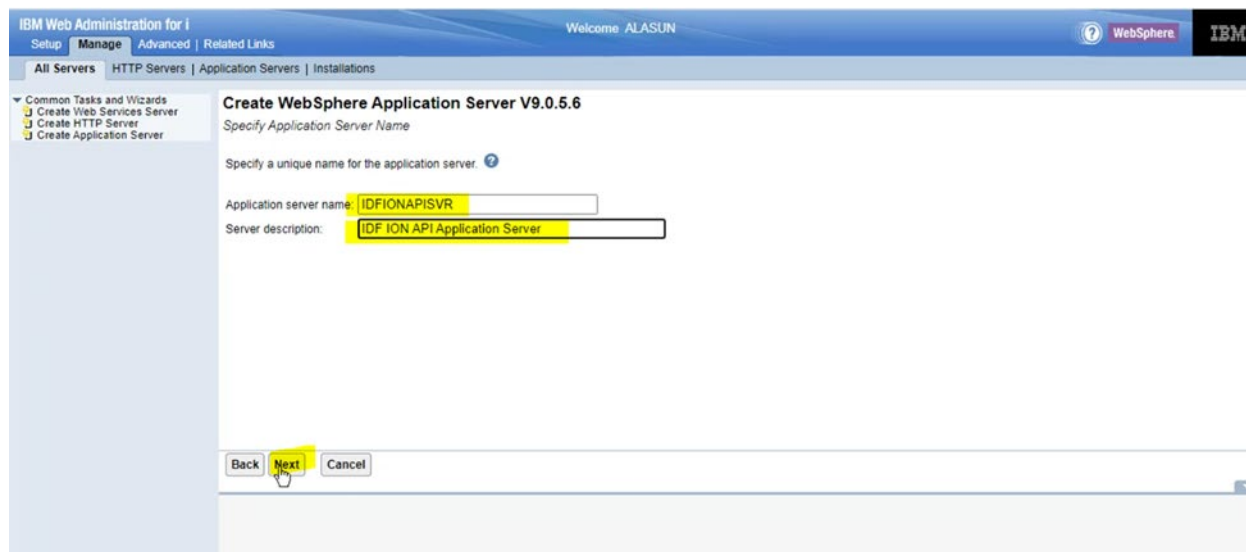 IBM Web Administration for i
Welcome ALASUN
WebSphere.
IBM
Setup Manage Advanced | Related Links
All Servers HTTP Servers | Application Servers | Installations
Common Tasks and Wizards
Create Web Services Server
Create HTTP Server
Create Application Server
Create WebSphere Application Server V9.0.5.6
Specify Application Server Name
Specify a unique name for the application server. ?
Application server name: IDFIONAPISVR
Server description: IDF ION API Application Server
Back Next Cancel